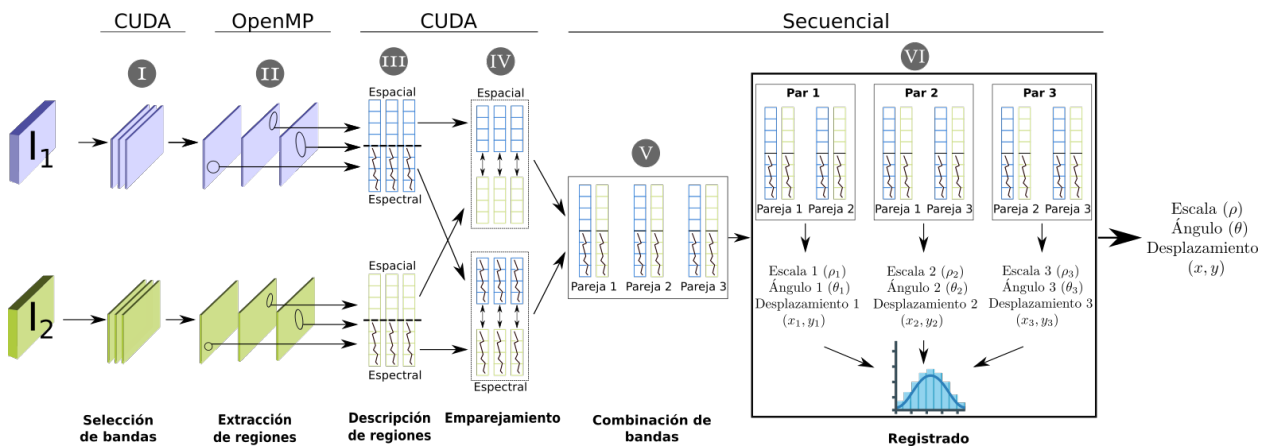 CUDA
OpenMP
CUDA
Secuencial
I
II
III
IV
V
VI
I1
I2
Espacial
Espectral
Espacial
Espectral
Espacial
Espectral
Pareja 1 Pareja 2 Pareja 3
Par 1
Pareja 1 Pareja 2
Par 2
Pareja 1 Pareja 3
Par 3
Pareja 2 Pareja 3
Escala 1 (ρ₁)
Ángulo 1 (θ₁)
Desplazamiento 1
(x₁, y₁)
Escala 2 (ρ₂)
Ángulo 2 (θ₂)
Desplazamiento 2
(x₂, y₂)
Escala 3 (ρ₃)
Ángulo 3 (θ₃)
Desplazamiento 3
(x₃, y₃)
Escala (ρ)
Ángulo (θ)
Desplazamiento
(x, y)
Selección
de bandas
Extracción
de regiones
Descripción
de regiones
Emparejamiento
Combinación de
bandas
Registrado